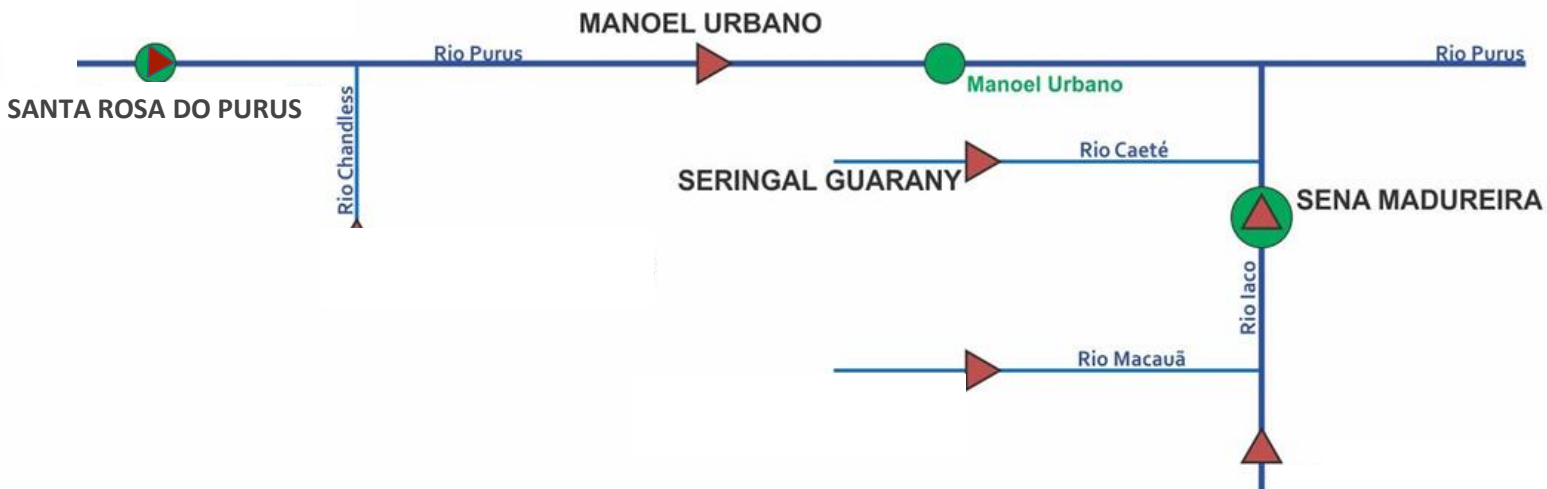 MANOEL URBANO
Rio Purus
Rio Purus
Manoel Urbano
SANTA ROSA DO PURUS
Rio Chandless
Rio Caeté
SERINGAL GUARANY
SENA MADUREIRA
Rio Iaco
Rio Macauã